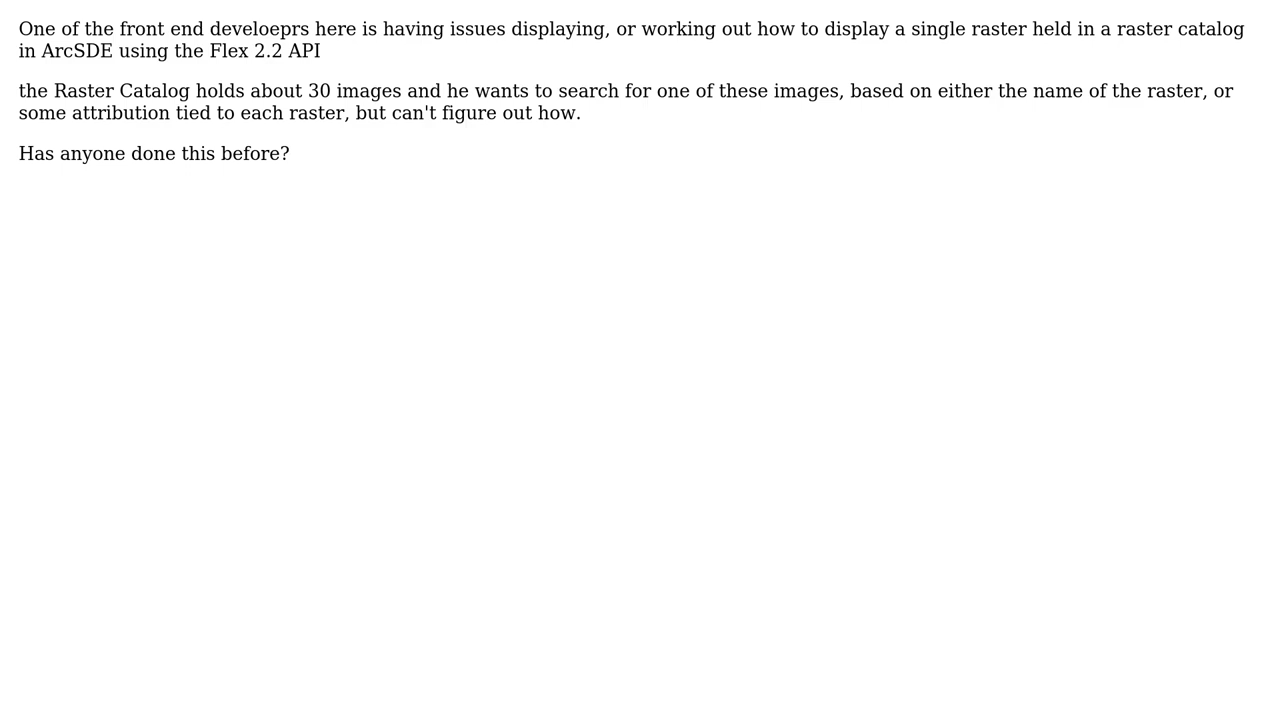 One of the front end develoeprs here is having issues displaying, or working out how to display a single raster held in a raster catalog
in ArcSDE using the Flex 2.2 API
the Raster Catalog holds about 30 images and he wants to search for one of these images, based on either the name of the raster, or
some attribution tied to each raster, but can't figure out how.
Has anyone done this before?